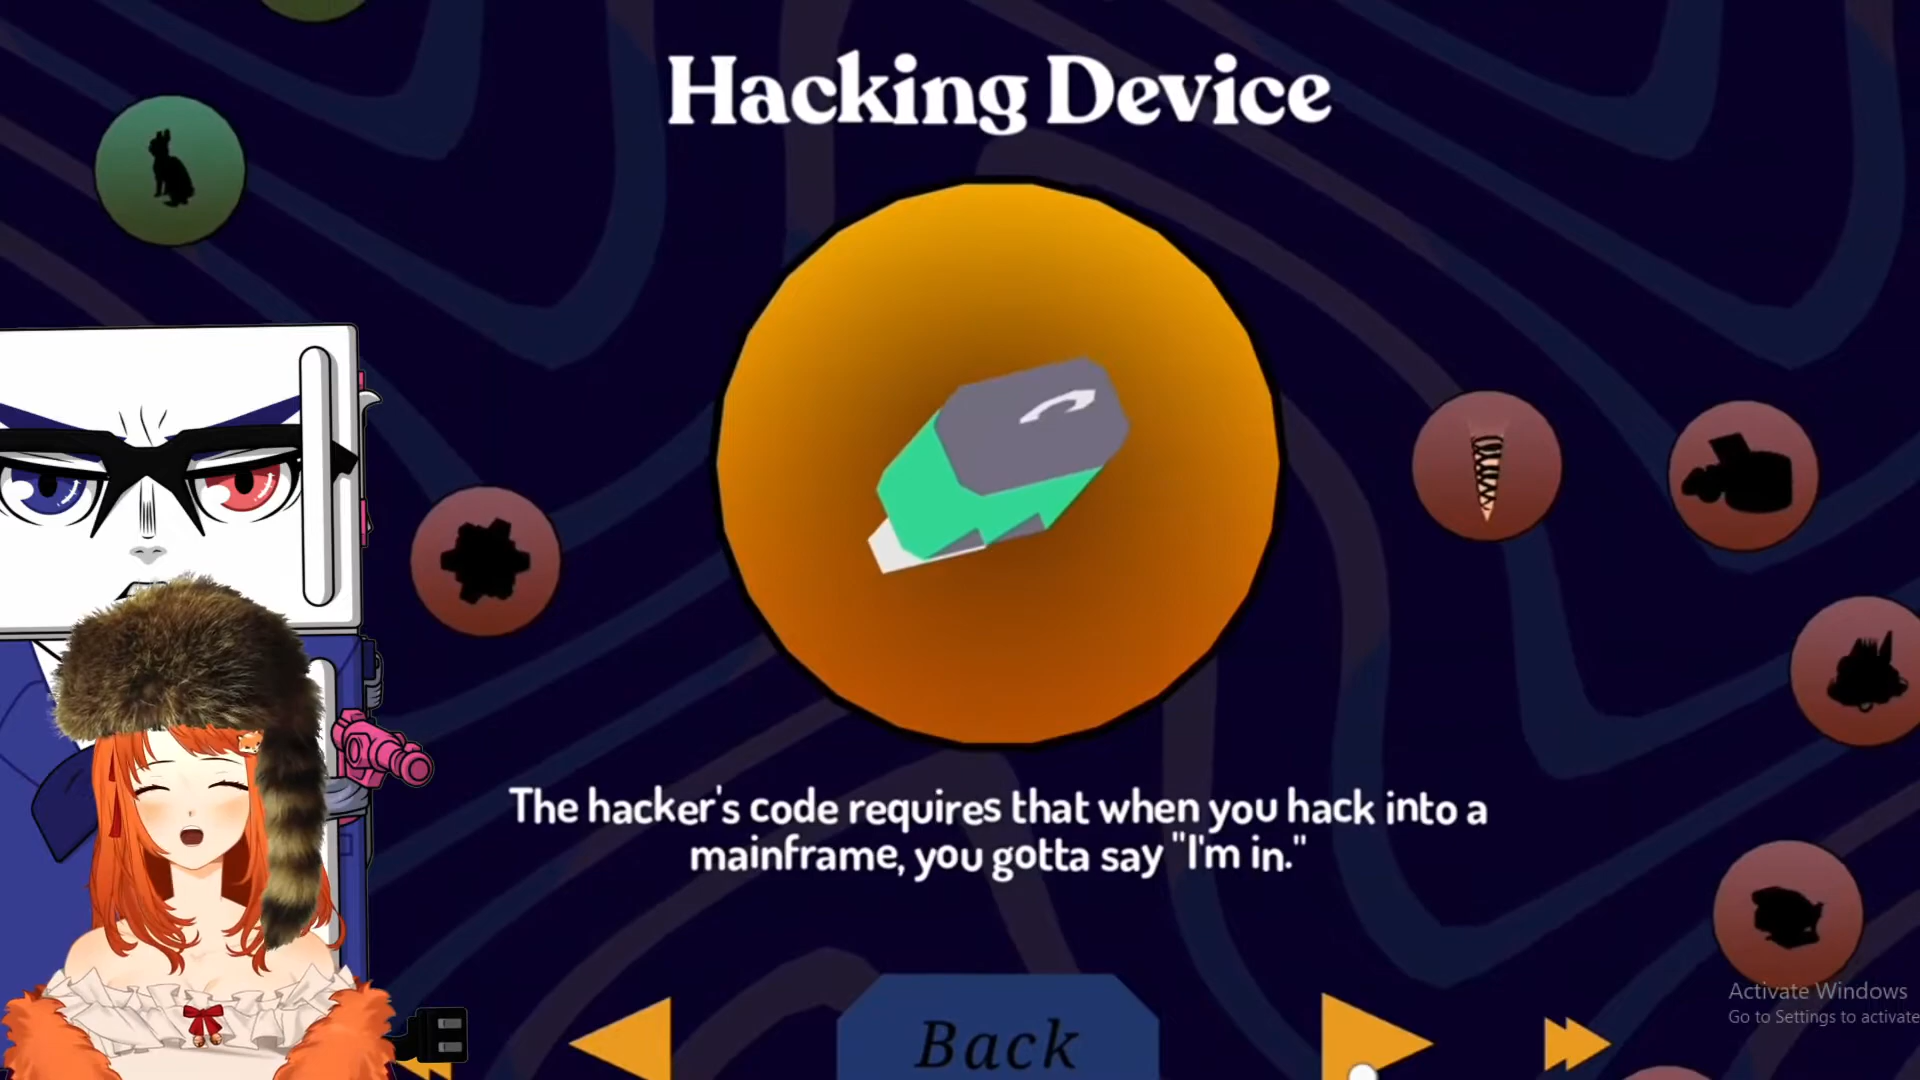 Hacking Device
The hacker's code requires that when you hack into a
mainframe, you gotta say "I'm in."
Back
Activate Windows
Go to Settings to activate